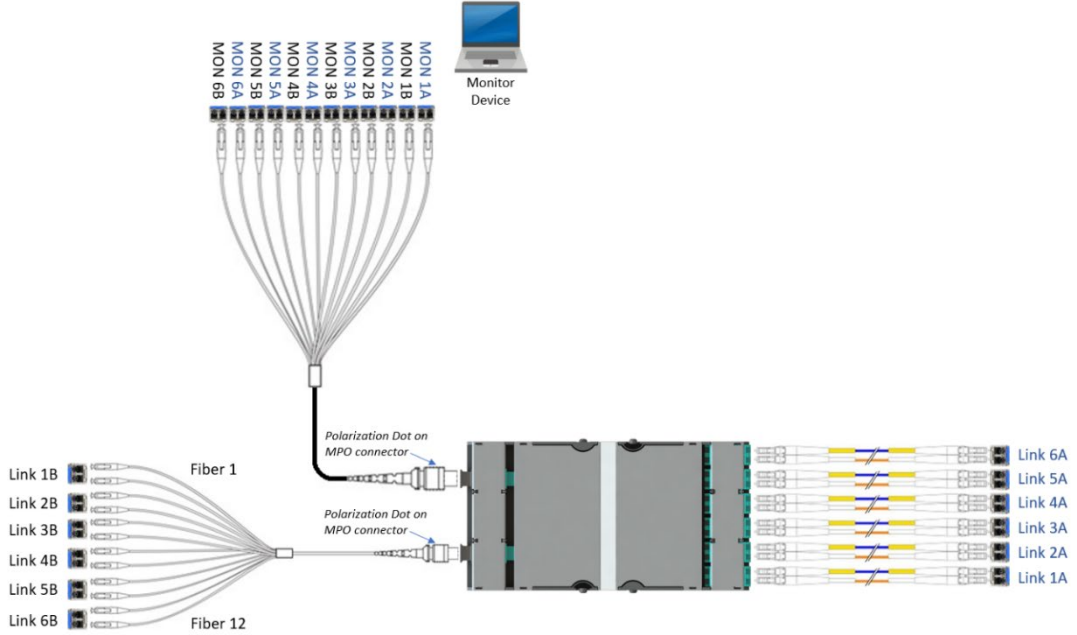 MON 6B
MON 6A
MON 5B
MON 5A
MON 4B
MON 4A
MON 3B
MON 3A
MON 2B
MON 2A
MON 1B
MON 1A
Monitor
Device
Polarization Dot on
MPO connector
Link 1B
Link 2B
Link 3B
Link 4B
Link 5B
Link 6B
Fiber 1
Fiber 12
Polarization Dot on
MPO connector
Link 6A
Link 5A
Link 4A
Link 3A
Link 2A
Link 1A